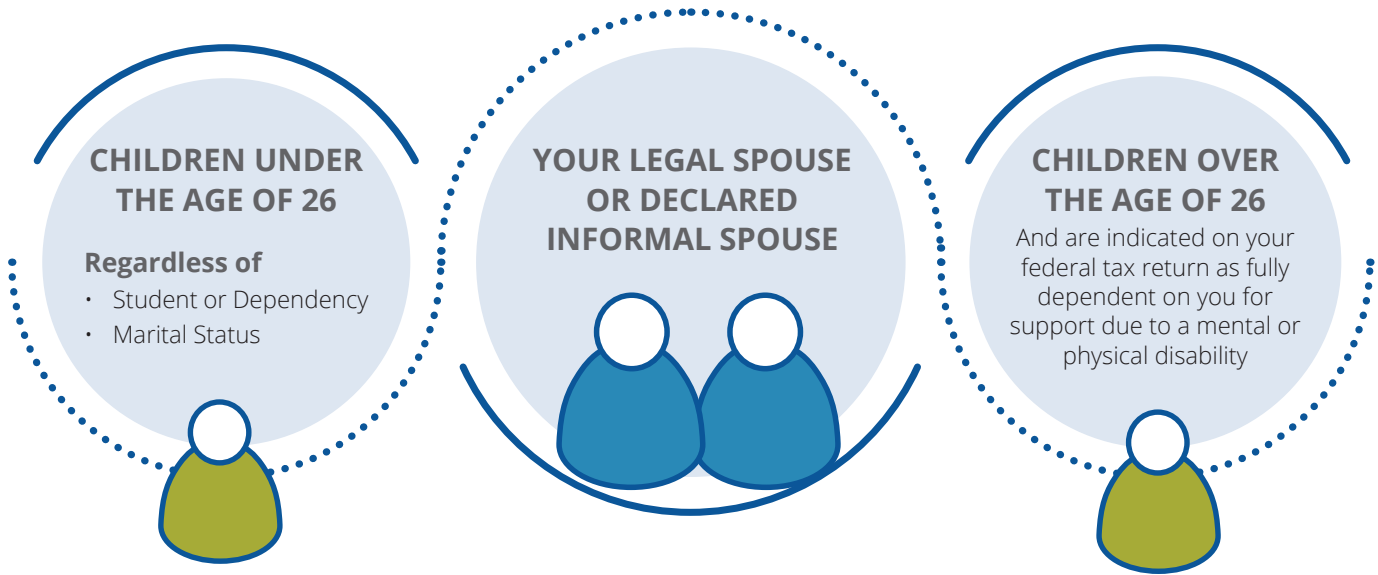 CHILDREN UNDER
THE AGE OF 26
Regardless of
• Student or Dependency
• Marital Status
YOUR LEGAL SPOUSE
OR DECLARED
INFORMAL SPOUSE
CHILDREN OVER
THE AGE OF 26
And are indicated on your
federal tax return as fully
dependent on you for
support due to a mental or
physical disability